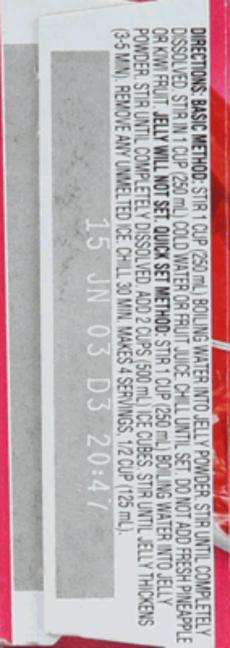 DIRECTIONS: BASIC METHOD: STIR 1 CUP (250 mL) BOILING WATER INTO JELLY POWDER. STIR UNTIL COMPLETELY
DISSOLVED. STIR IN 1 CUP (250 mL) COLD WATER OR FRUIT JUICE. CHILL UNTIL SET. DO NOT ADD FRESH PINEAPPLE
OR KIWI FRUIT. JELLY WILL NOT SET. QUICK SET METHOD: STIR 1 CUP (250 mL) BOILING WATER INTO JELLY
POWDER. STIR UNTIL COMPLETELY DISSOLVED. ADD 2 CUPS (500 mL) ICE CUBES. STIR UNTIL JELLY THICKENS
(3-5 MIN). REMOVE ANY UNMELTED ICE. CHILL 30 MIN. MAKES 4 SERVINGS, 1/2 CUP (125 mL).
15 JN 03 D3 20:47